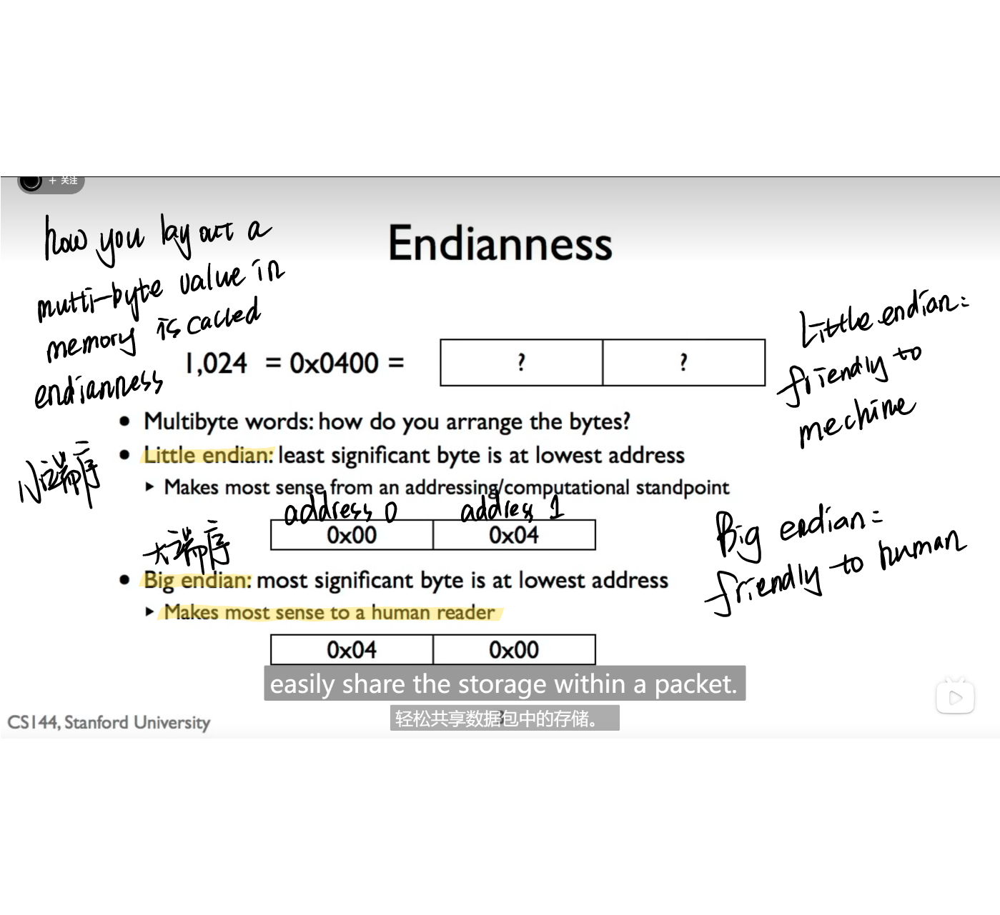 + 关注
Endianness
how you lay out a
mutti-byte value in
memory is called
endianness
1,024 = 0x0400 =
?
?
Little endian:
friendly to
mechine
• Multibyte words: how do you arrange the bytes?
• Little endian: least significant byte is at lowest address
小端序
▸ Makes most sense from an addressing/computational standpoint
address 0
address 1
0x00
0x04
大端序
Big endian:
friendly to human
• Big endian: most significant byte is at lowest address
▸ Makes most sense to a human reader
0x04
0x00
easily share the storage within a packet.
轻松共享数据包中的存储。
CS144, Stanford University